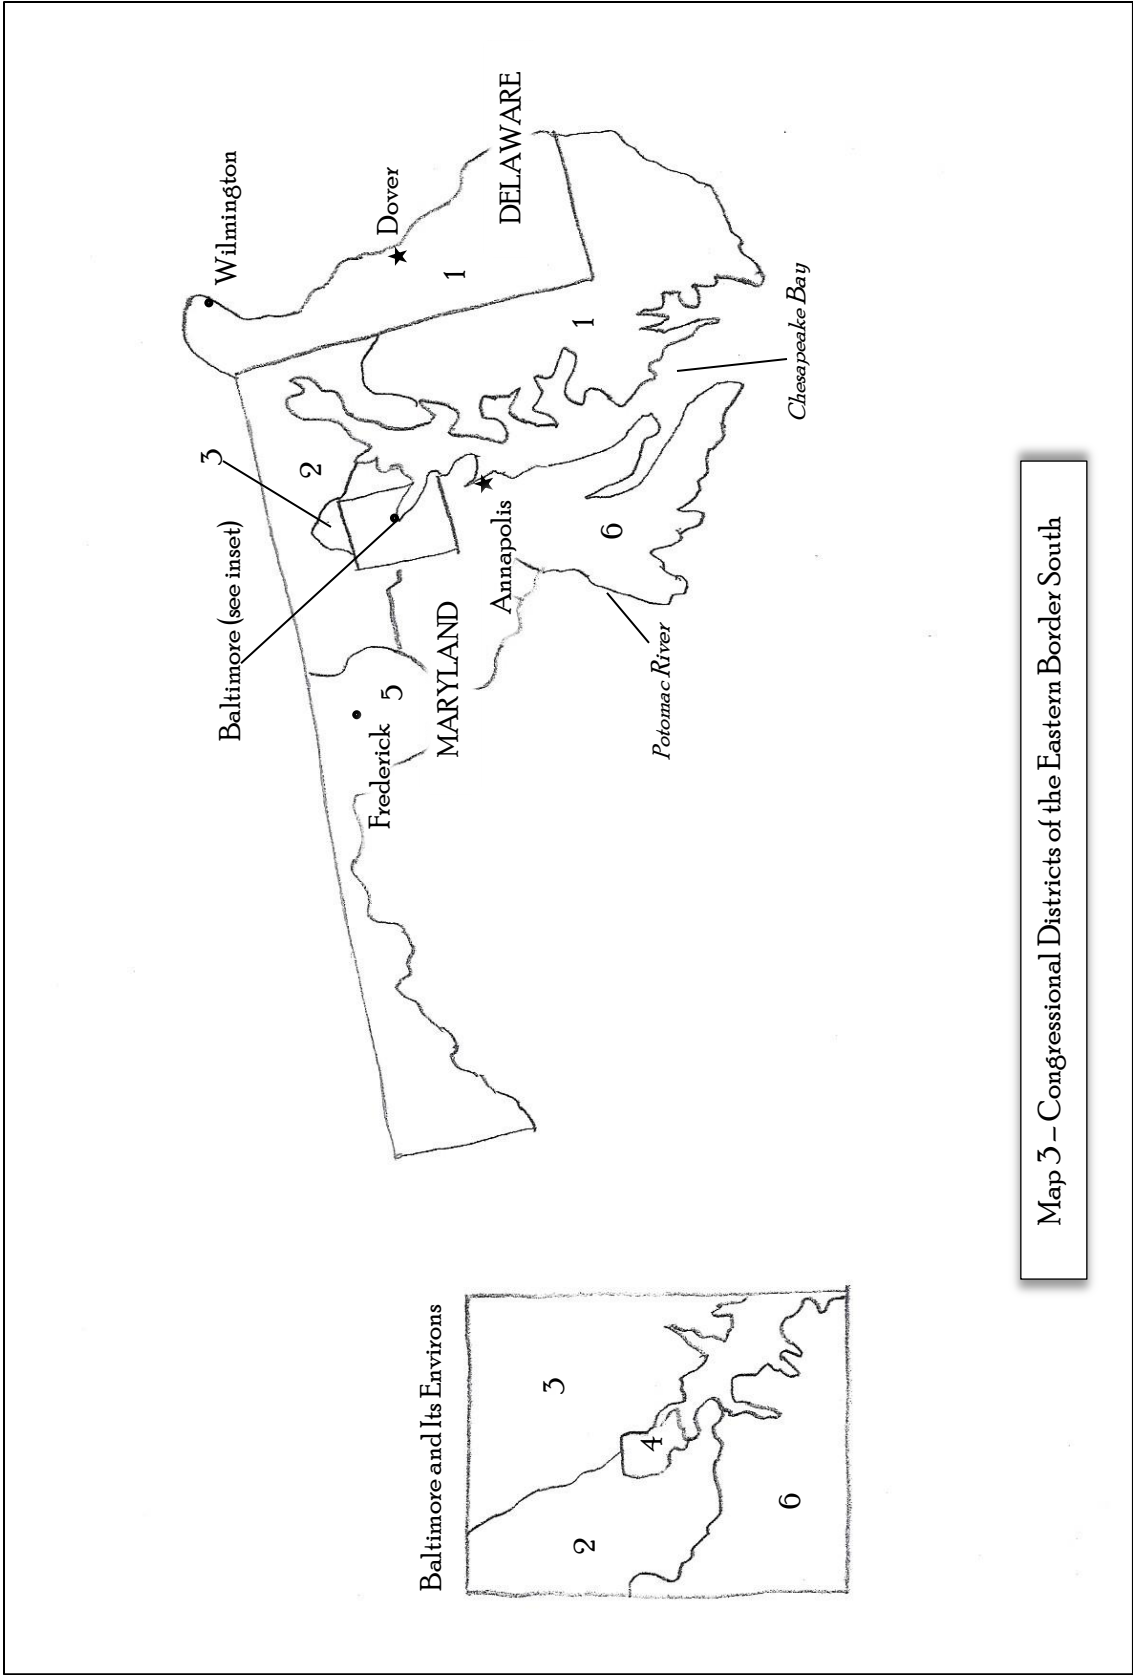 Baltimore and Its Environs
3
4
2
6
Wilmington
3
Baltimore (see inset)
2
Dover
1
DELAWARE
Frederick
5
MARYLAND
Annapolis
1
6
Potomac River
Chesapeake Bay
Map 3 – Congressional Districts of the Eastern Border South